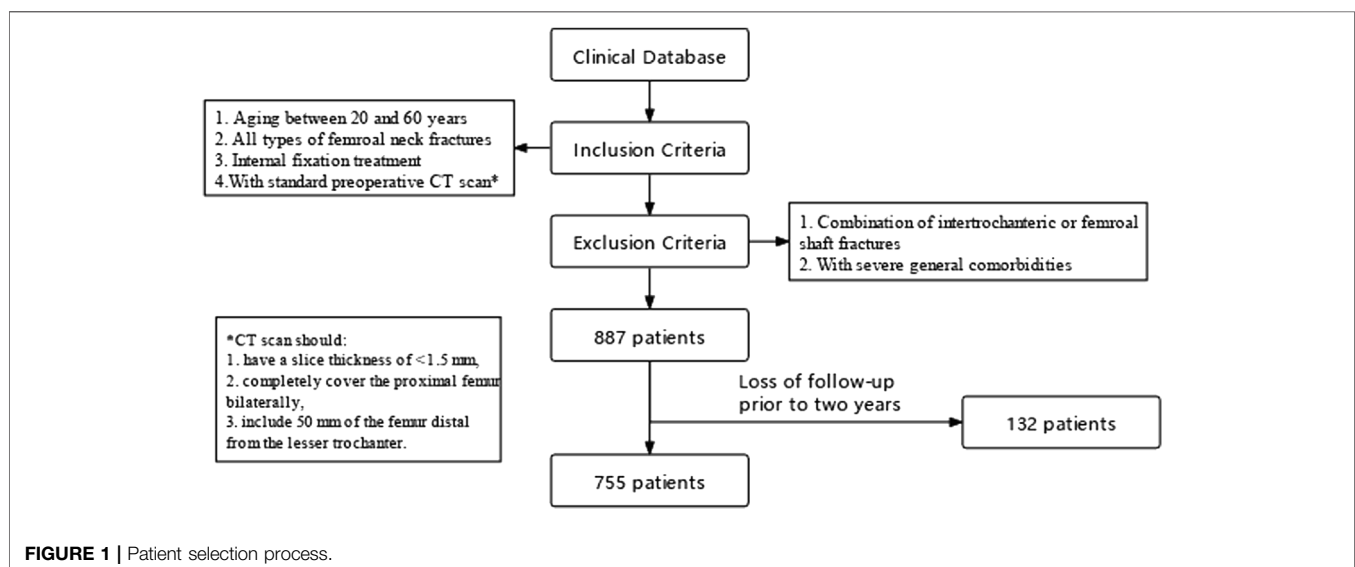 Clinical Database
1. Aging between 20 and 60 years
2. All types of femroal neck fractures
3. Internal fixation treatment
4.With standard preoperative CT scan*
Inclusion Criteria
Exclusion Criteria
1. Combination of intertrochanteric or femroal
shaft fractures
2. With severe general comorbidities
887 patients
*CT scan should:
1. have a slice thickness of <1.5 mm,
2. completely cover the proximal femur
bilaterally,
3. include 50 mm of the femur distal
from the lesser trochanter.
Loss of follow-up
prior to two years
132 patients
755 patients
FIGURE 1 | Patient selection process.